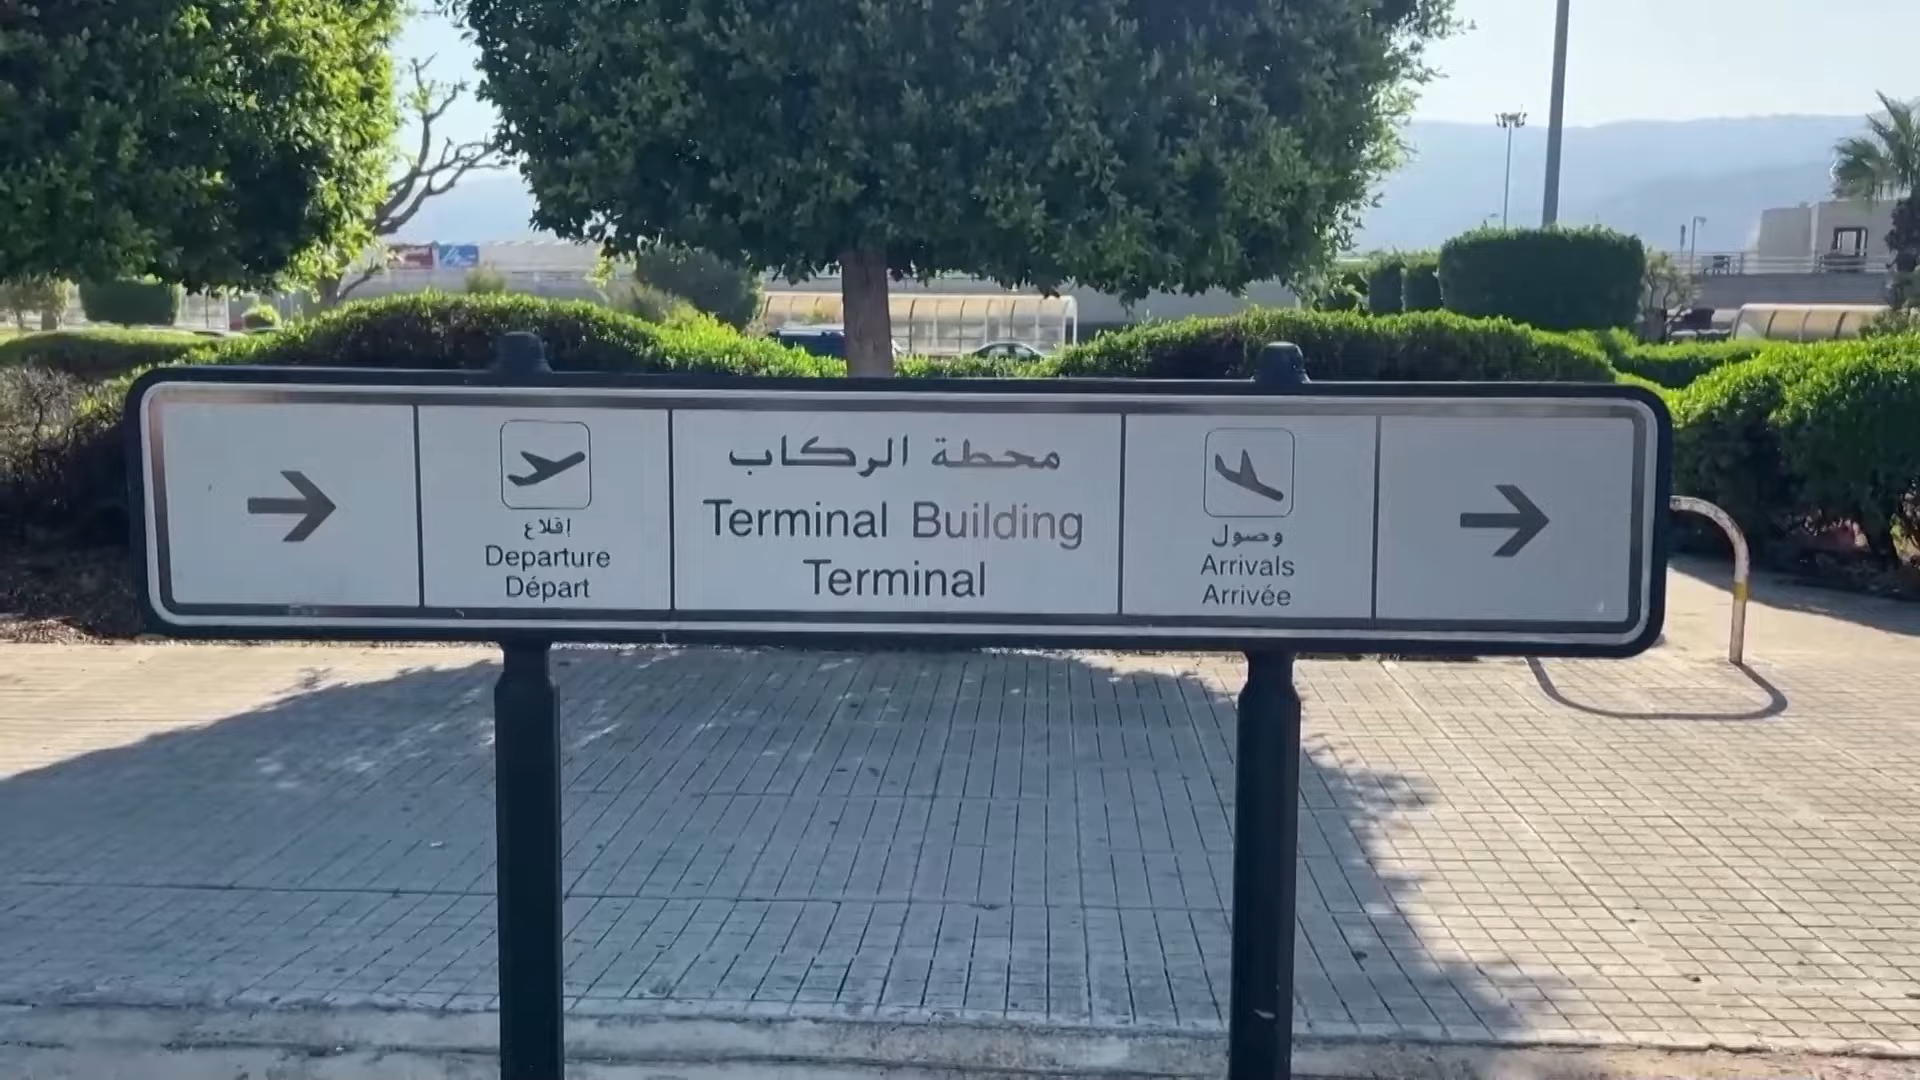 إقلاع
Departure
Départ
محطة الركاب
Terminal Building
Terminal
وصول
Arrivals
Arrivée